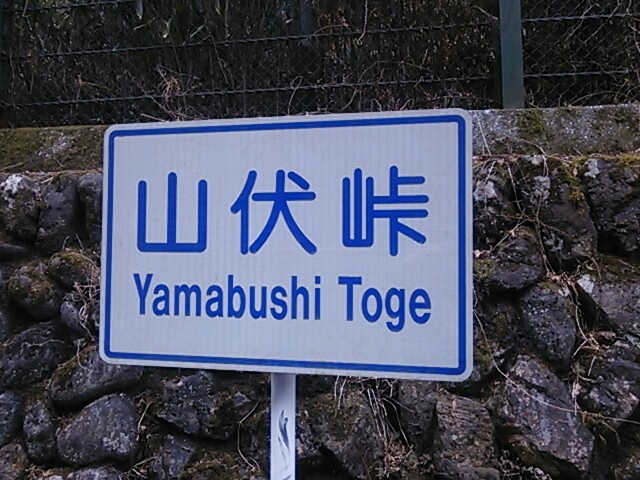 山伏峠
Yamabushi Toge